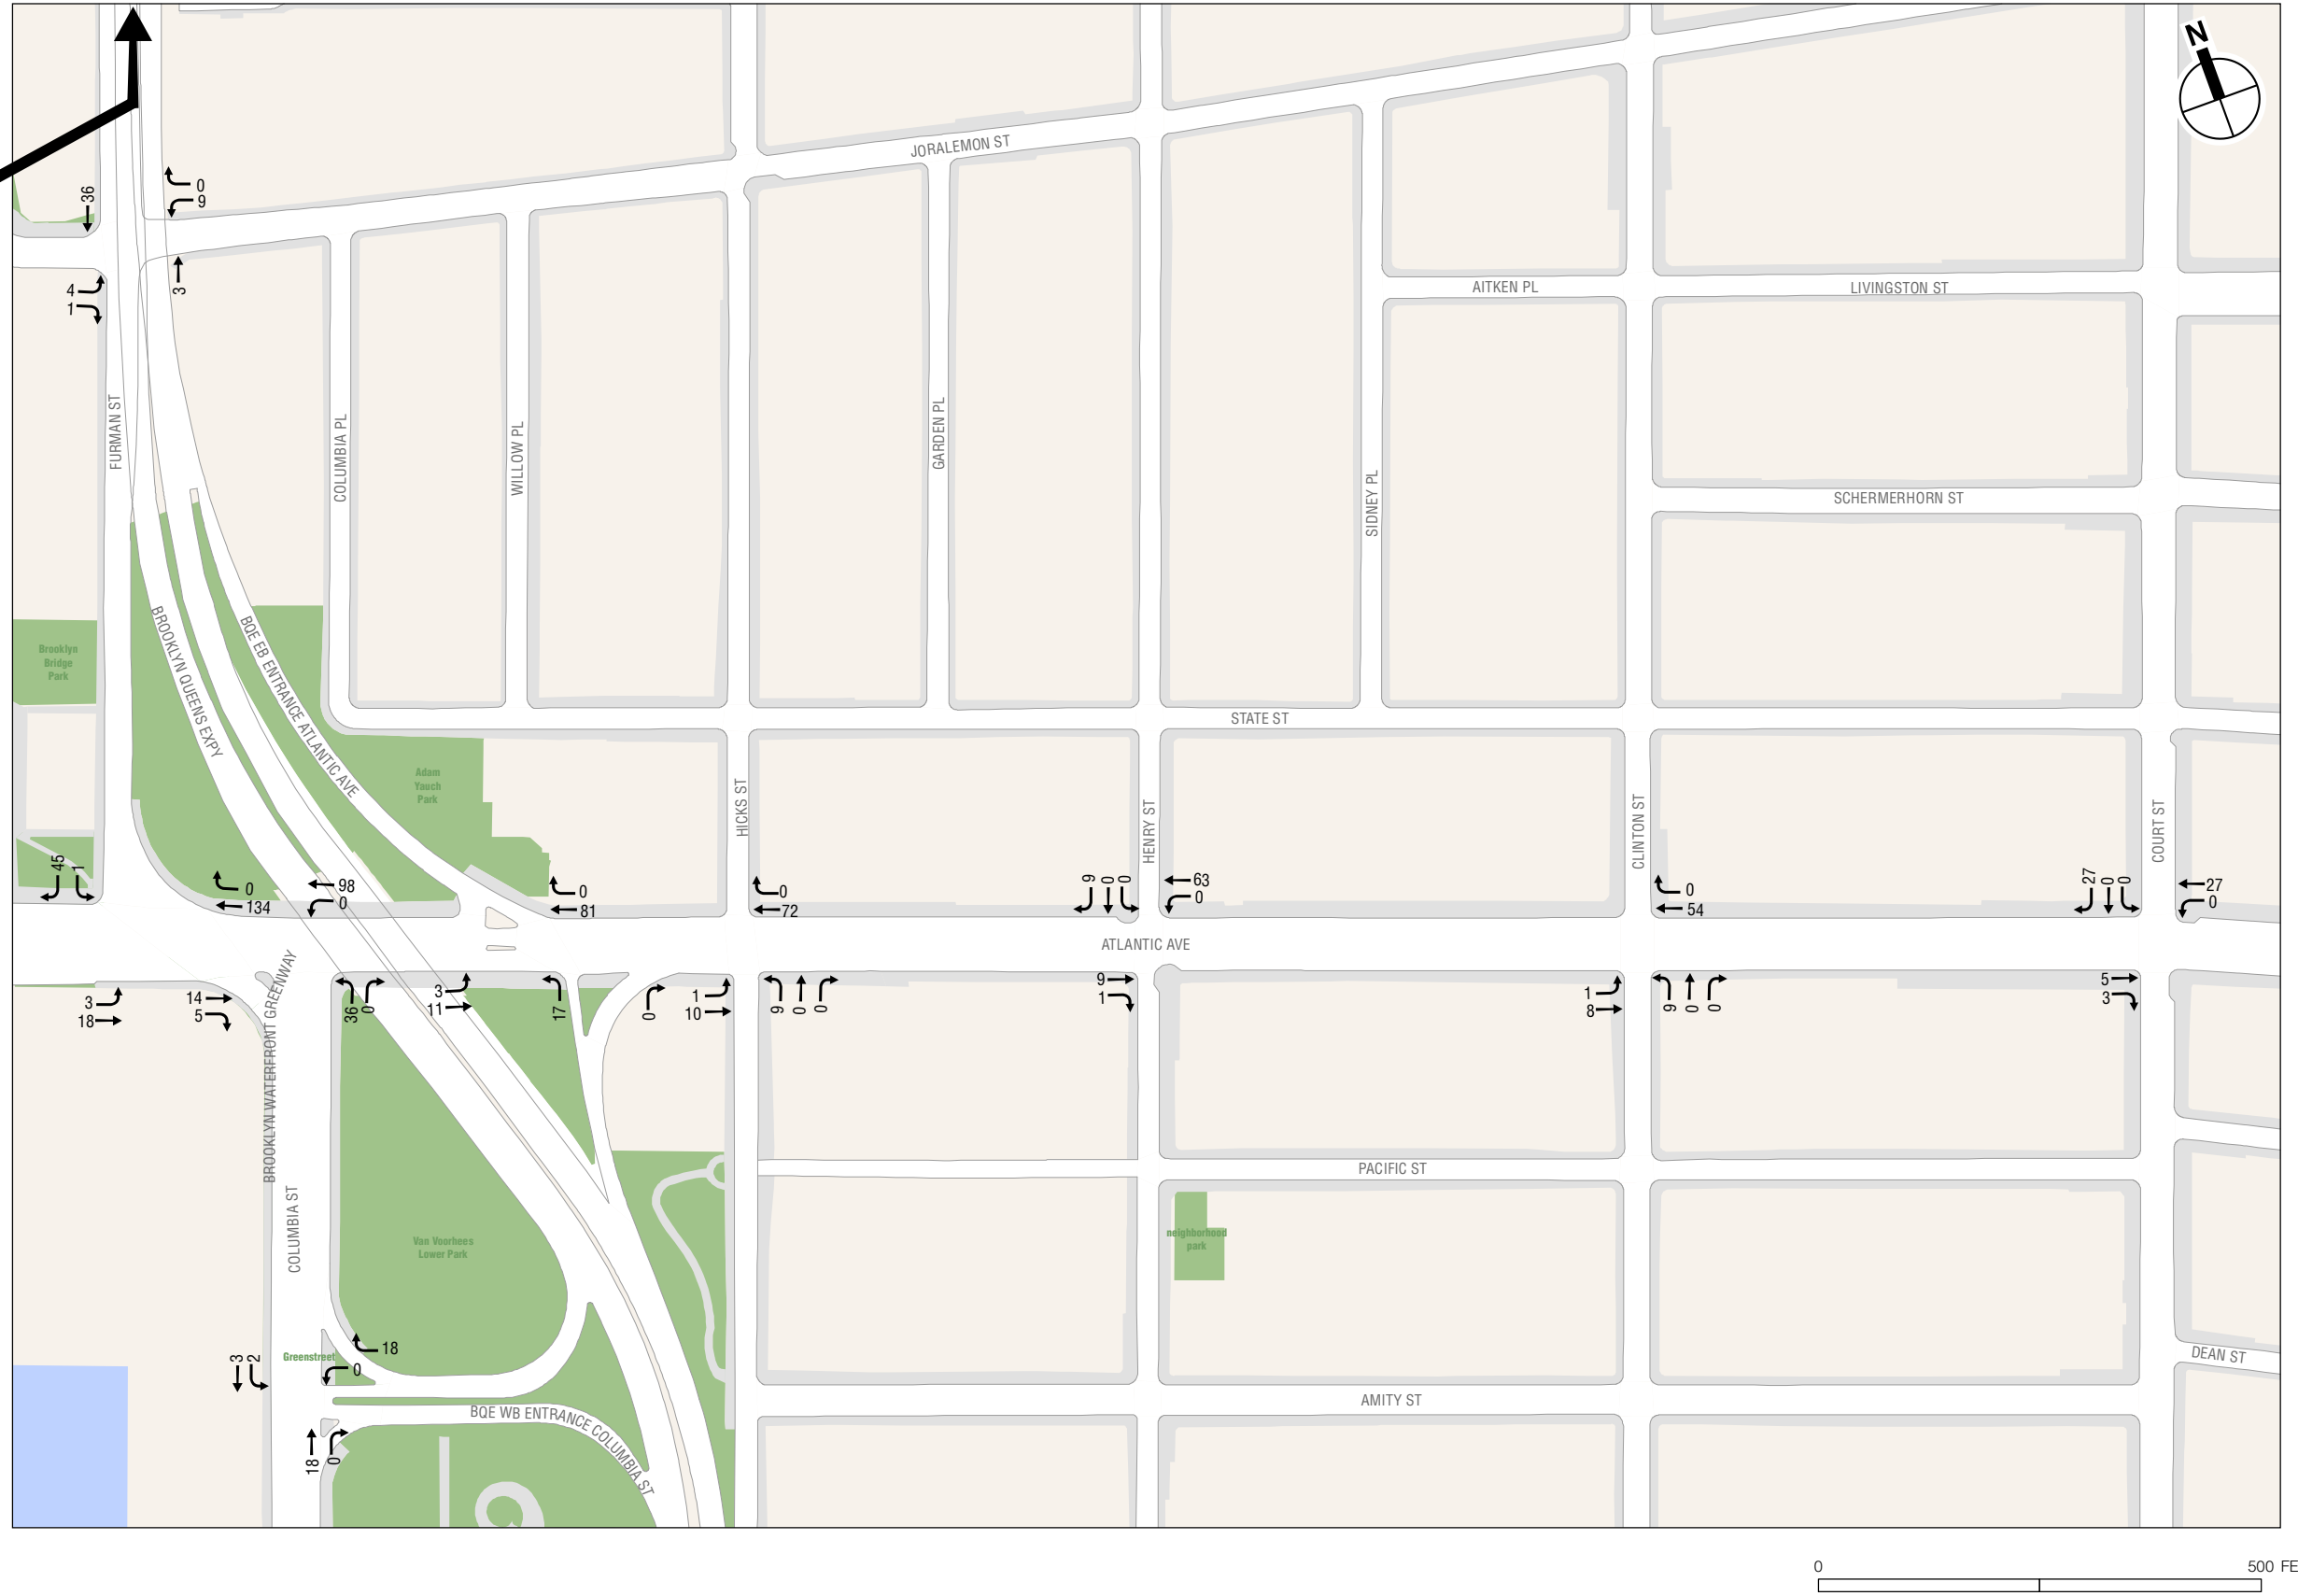 N
JORALEMON ST
36
0
9
4
1
3
AITKEN PL
LIVINGSTON ST
FURMAN ST
COLUMBIA PL
WILLOW PL
GARDEN PL
SIDNEY PL
SCHERMERHORN ST
BROOKLYN QUEENS EXPY
BQE EB ENTRANCE ATLANTIC AVE
Brooklyn
Bridge
Park
STATE ST
Adam
Yauch
Park
HICKS ST
HENRY ST
CLINTON ST
COURT ST
45
1
0
134
98
0
0
81
0
72
9
0
0
63
0
0
54
27
0
0
27
0
ATLANTIC AVE
BROOKLYN WATERFRONT GREENWAY
3
18
14
5
36
0
3
11
17
0
1
10
9
0
0
9
1
1
8
9
0
0
5
3
PACIFIC ST
COLUMBIA ST
Van Voorhees
Lower Park
neighborhood
park
Greenstreet
3
2
18
0
18
0
DEAN ST
AMITY ST
BQE WB ENTRANCE COLUMBIA ST
0
500 FE